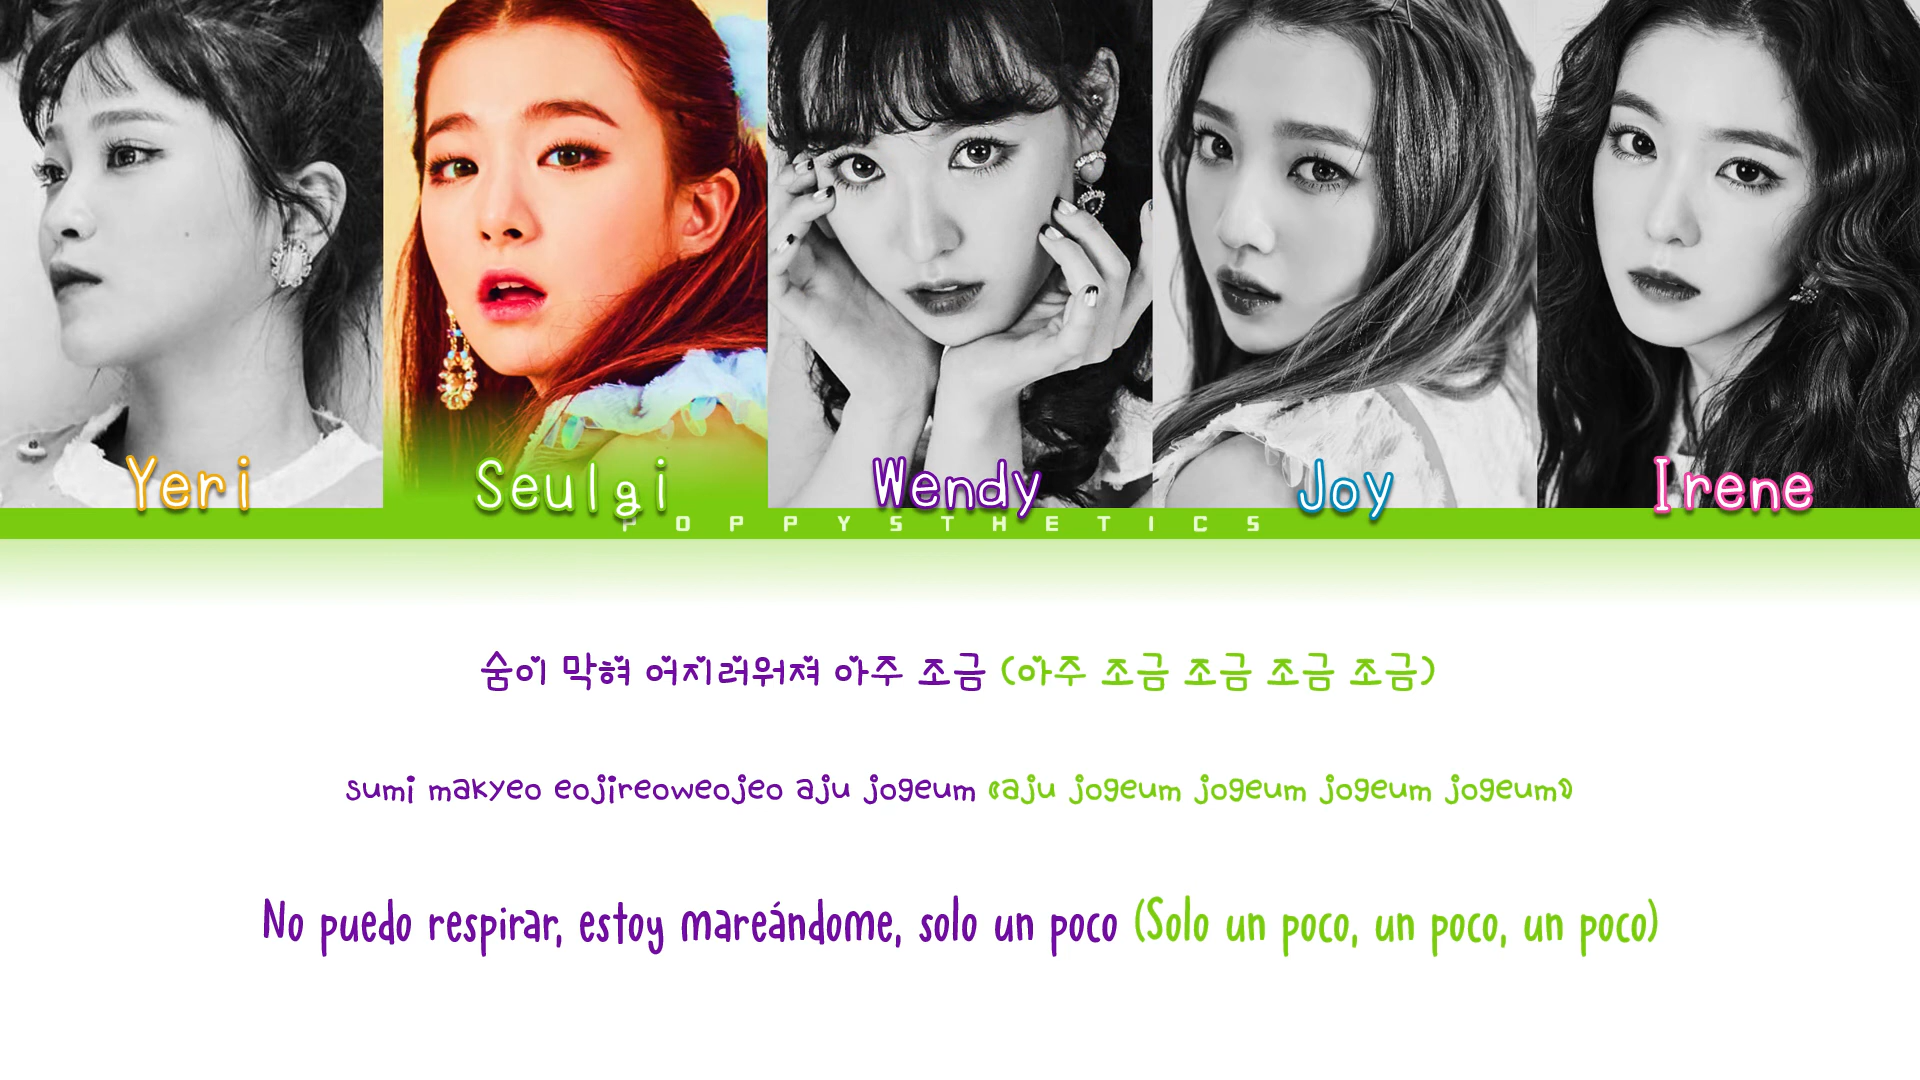 Yeri Seulgi Wendy Joy Irene
POPPYSTHETICS
숨이 막혀 어지러워져 아주 조금 (아주 조금 조금 조금 조금)
sumi makyeo eojireoweojeo aju jogeum (aju jogeum jogeum jogeum jogeum)
No puedo respirar, estoy mareándome, solo un poco (Solo un poco, un poco, un poco)